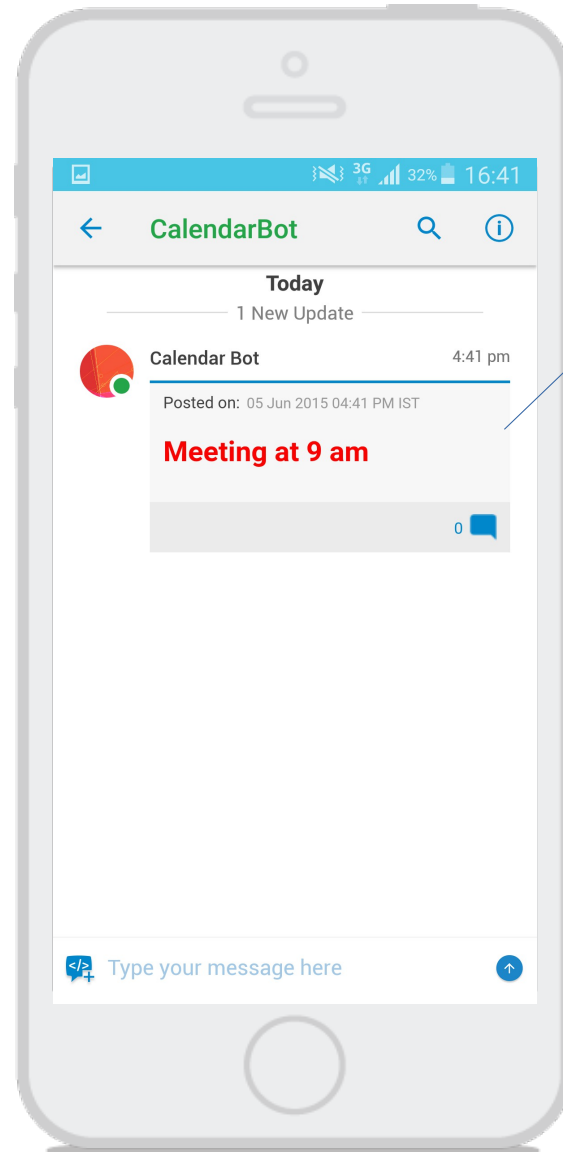 3G 32% 16:41
CalendarBot
Today
1 New Update
Calendar Bot 4:41 pm
Posted on: 05 Jun 2015 04:41 PM IST
Meeting at 9 am
0
</> Type your message here